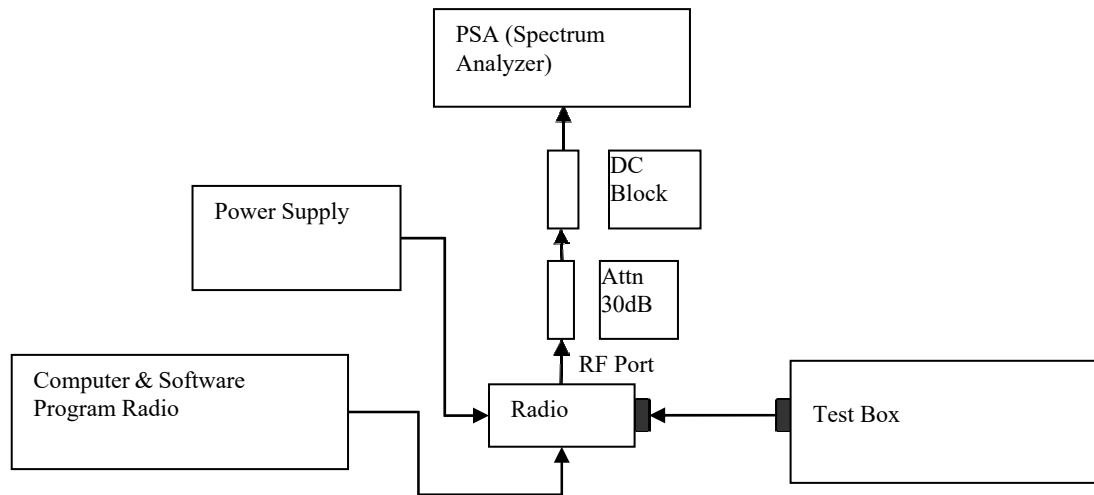 PSA (Spectrum
Analyzer)
DC
Block
Power Supply
Attn
30dB
RF Port
Computer & Software
Program Radio
Radio
Test Box